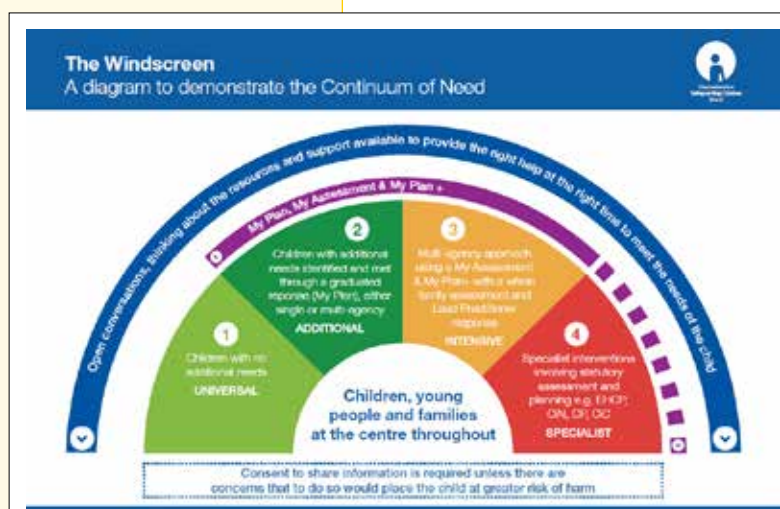 The Windscreen
A diagram to demonstrate the Continuum of Need
Open conversations, thinking about the resources and support available to provide the right help at the right time to meet the needs of the child
My Plan, My Assessment & My Plan +
1
Children with no
additional needs
UNIVERSAL
2
Children with additional
needs identified and met
through a graduated
response (My Plan), either
single or multi-agency
ADDITIONAL
3
Multi-agency approach
using a My Assessment
& My Plan+ with a whole
family assessment and
Lead Practitioner
response
INTENSIVE
4
Specialist interventions
involving statutory
assessment and
planning e.g. EHCP,
CIN, CP, CIC
SPECIALIST
Children, young
people and families
at the centre throughout
Consent to share information is required unless there are
concerns that to do so would place the child at greater risk of harm